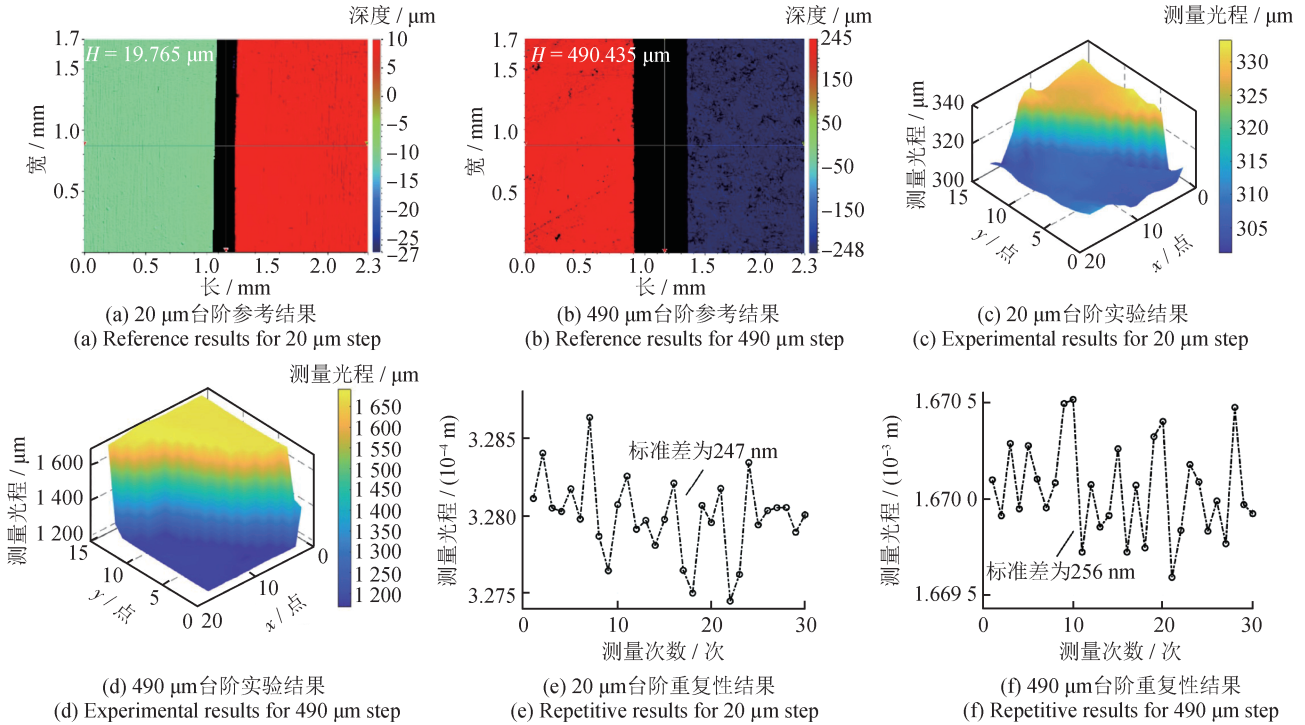 深度 / μm
1.7
1.5
1.0
0.5
宽 / mm
H = 19.765 μm
10
5
0
−5
−10
−15
−20
−25
−27
0.0
0.5
1.0
1.5
2.0
2.3
长 / mm
(a) 20 μm台阶参考结果
(a) Reference results for 20 μm step
深度 / μm
1.7
1.5
1.0
0.5
宽 / mm
H = 490.435 μm
245
150
50
−50
−150
−248
0.0
0.5
1.0
1.5
2.0
2.3
长 / mm
(b) 490 μm台阶参考结果
(b) Reference results for 490 μm step
测量光程 / μm
测量光程 / μm
340
320
300
15
10
5
0
y / 点
20
10
0
x / 点
330
325
320
315
310
305
(c) 20 μm台阶实验结果
(c) Experimental results for 20 μm step
测量光程 / μm
测量光程 / μm
1 600
1 400
1 200
15
10
5
0
y / 点
20
10
0
x / 点
1 650
1 600
1 550
1 500
1 450
1 400
1 350
1 300
1 250
1 200
(d) 490 μm台阶实验结果
(d) Experimental results for 490 μm step
测量光程 / (10⁻⁴ m)
3.285
3.280
3.275
标准差为247 nm
0
10
20
30
测量次数 / 次
(e) 20 μm台阶重复性结果
(e) Repetitive results for 20 μm step
测量光程 / (10⁻³ m)
1.670 5
1.670 0
1.669 5
标准差为256 nm
0
10
20
30
测量次数 / 次
(f) 490 μm台阶重复性结果
(f) Repetitive results for 490 μm step